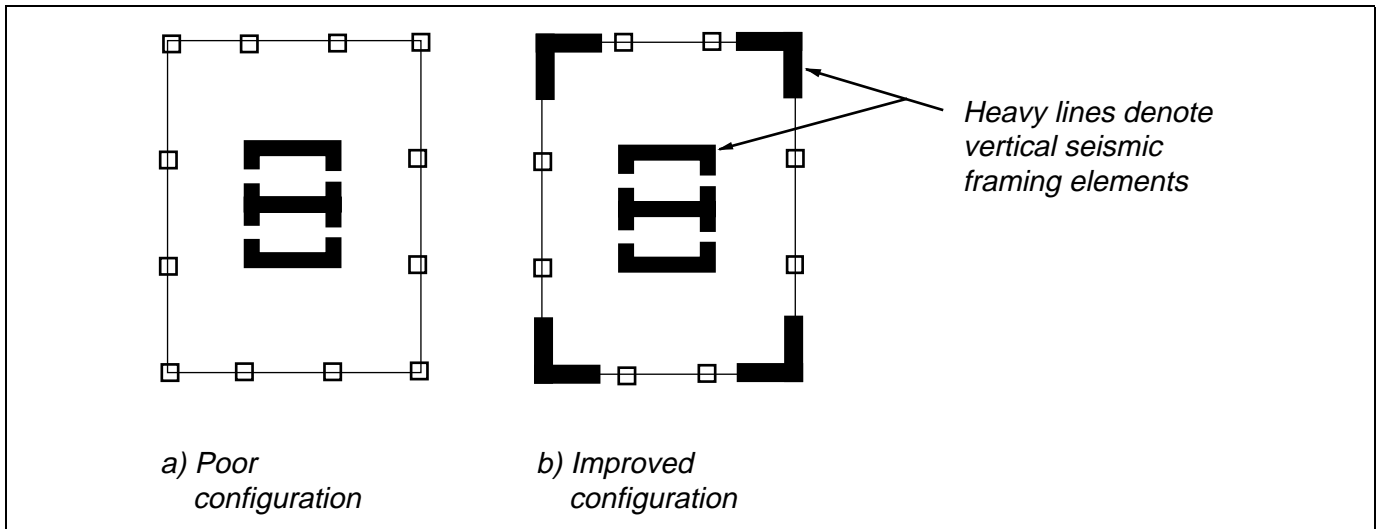 Heavy lines denote
vertical seismic
framing elements
a) Poor
configuration
b) Improved
configuration